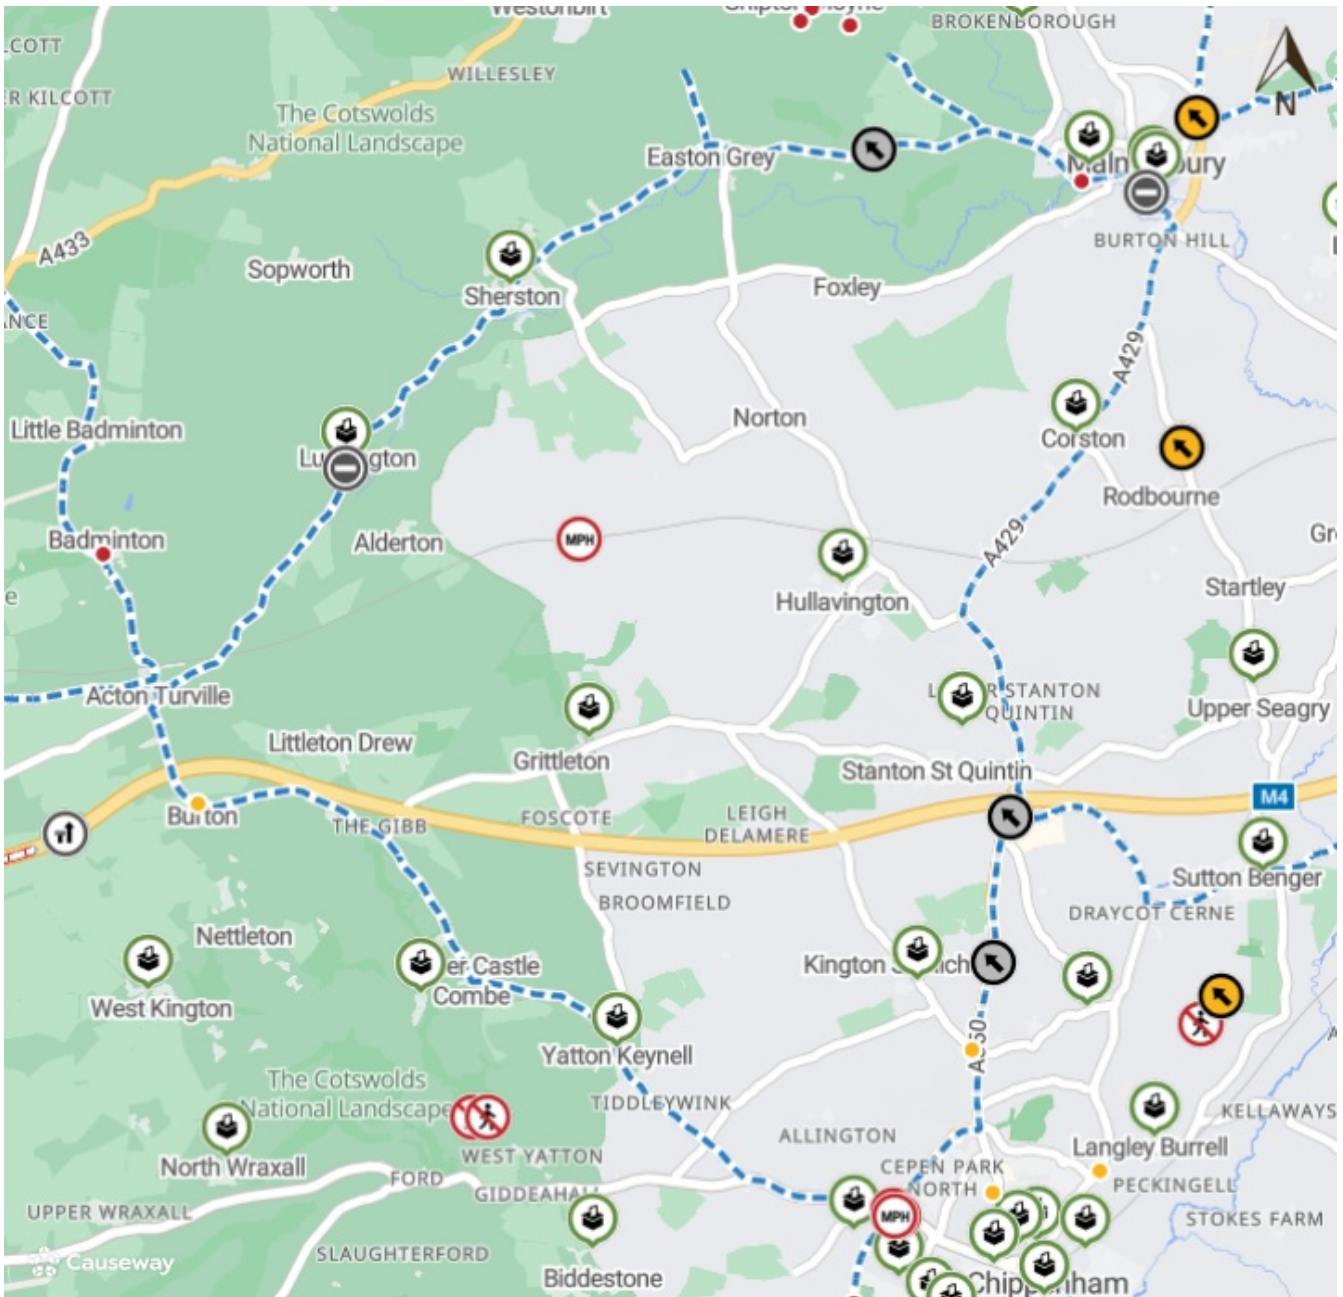 BROKENBOROUGH
WILLESLEY
The Cotswolds
National Landscape
N
Easton Grey
BURTON HILL
A433
Sopworth
Sherston
Foxley
A429
Little Badminton
Norton
Corston
Rodbourne
Badminton
Alderton
MPH
A429
Hullavington
Startley
Acton Turville
STANTON
QUINTIN
Upper Seagry
Littleton Drew
Grittleton
Stanton St Quintin
M4
Burton
THE GIBB
FOSCOTE
LEIGH
DELAMERE
SEVINGTON
Sutton Benger
BROOMFIELD
DRAYCOT CERNE
Nettleton
Castle
Combe
Kington
West Kington
Yatton Keynell
The Cotswolds
National Landscape
TIDDLEYWINK
KELLAWAYS
ALLINGTON
Langley Burrell
WEST YATTON
North Wraxall
FORD
CEPEN PARK
NORTH
PECKINGELL
UPPER WRAXALL
MPH
STOKES FARM
SLAUGHTERFORD
Causeway
Biddestone